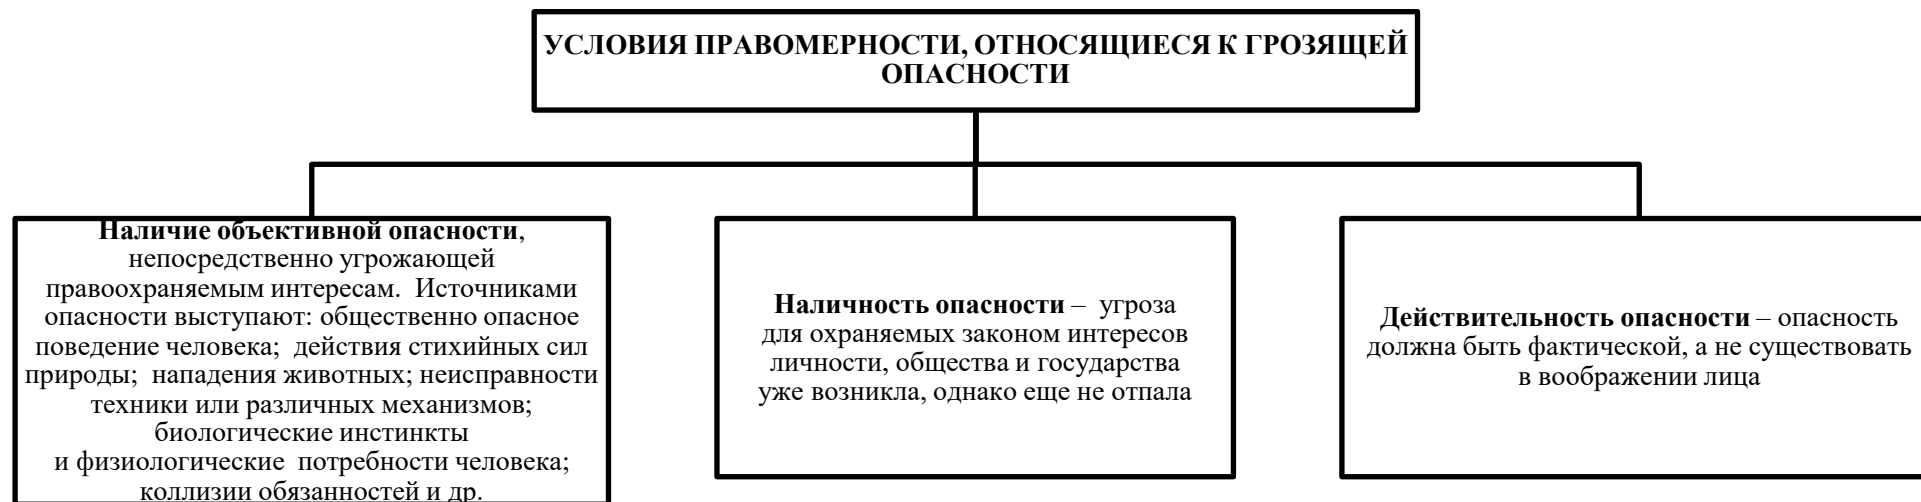 УСЛОВИЯ ПРАВОМЕРНОСТИ, ОТНОСЯЩИЕСЯ К ГРОЗЯЩЕЙ
ОПАСНОСТИ
Наличие объективной опасности,
непосредственно угрожающей
правоохраняемым интересам. Источниками
опасности выступают: общественно опасное
поведение человека; действия стихийных сил
природы; нападения животных; неисправности
техники или различных механизмов;
биологические инстинкты
и физиологические потребности человека;
коллизии обязанностей и др.
Наличность опасности – угроза
для охраняемых законом интересов
личности, общества и государства
уже возникла, однако еще не отпала
Действительность опасности – опасность
должна быть фактической, а не существовать
в воображении лица